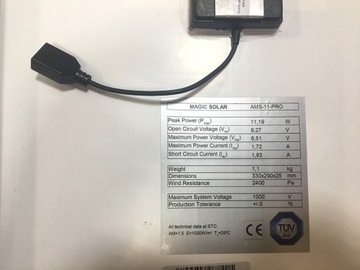 MAGIC SOLAR AMS-11-PRO
Peak Power (Pmax) 11,19 W
Open Circuit Voltage (Voc) 9,27 V
Maximum Power Voltage (Vmp) 8,51 V
Maximum Power Current (Imp) 1,72 A
Short Circuit Current (Isc) 1,93 A
Weight 1,1 kg
Dimensions 330x290x25 mm
Wind Resistance 2400 Pa
Maximum System Voltage 1000 V
Production Tolerance +/-3 %
All technical data at STC:
AM=1.5 E=1000W/m² Tc=25ºC
CE
TÜV